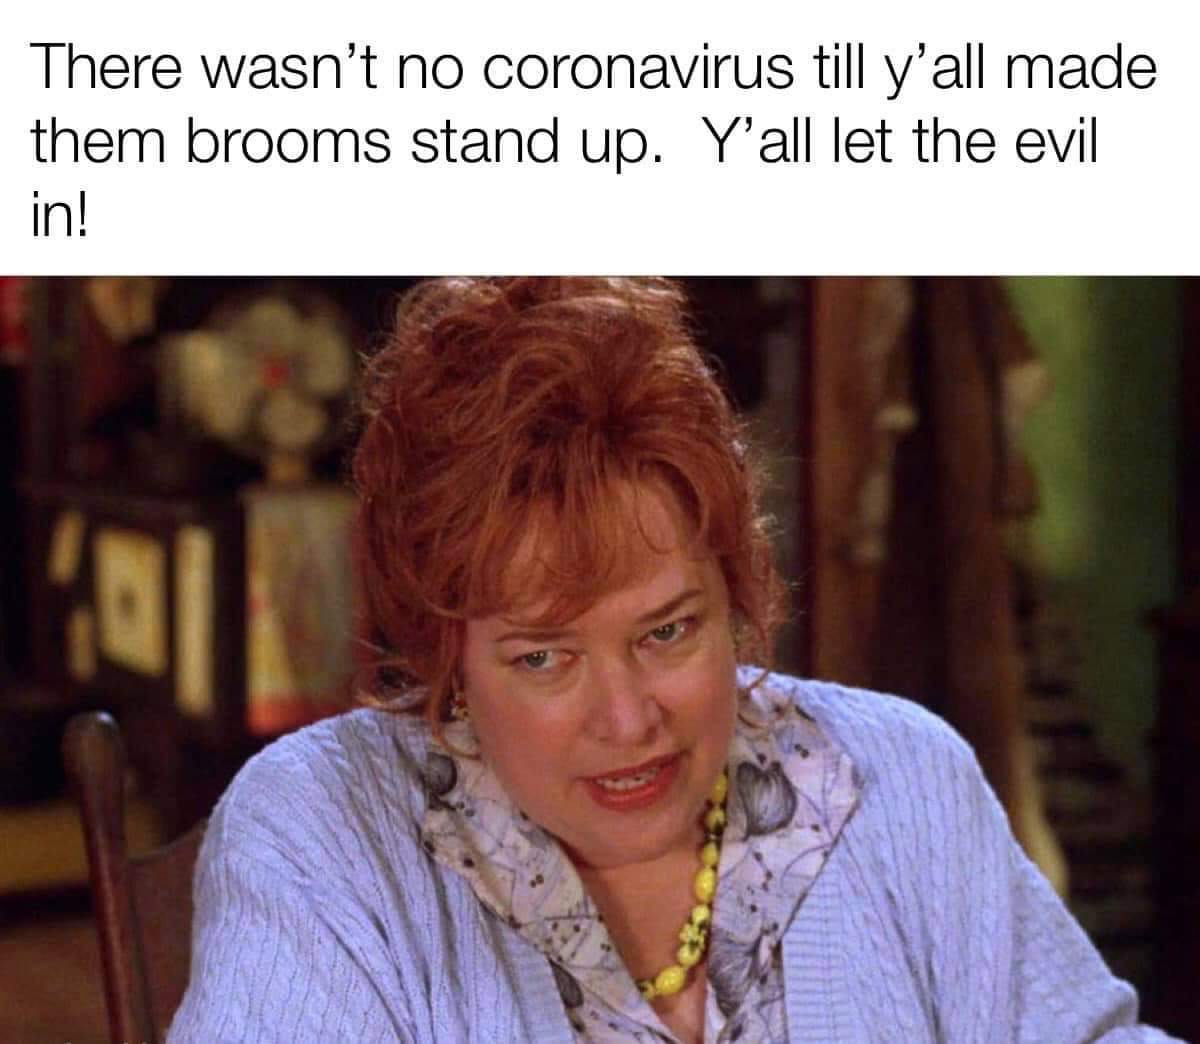 There wasn’t no coronavirus till y’all made
them brooms stand up.  Y’all let the evil
in!